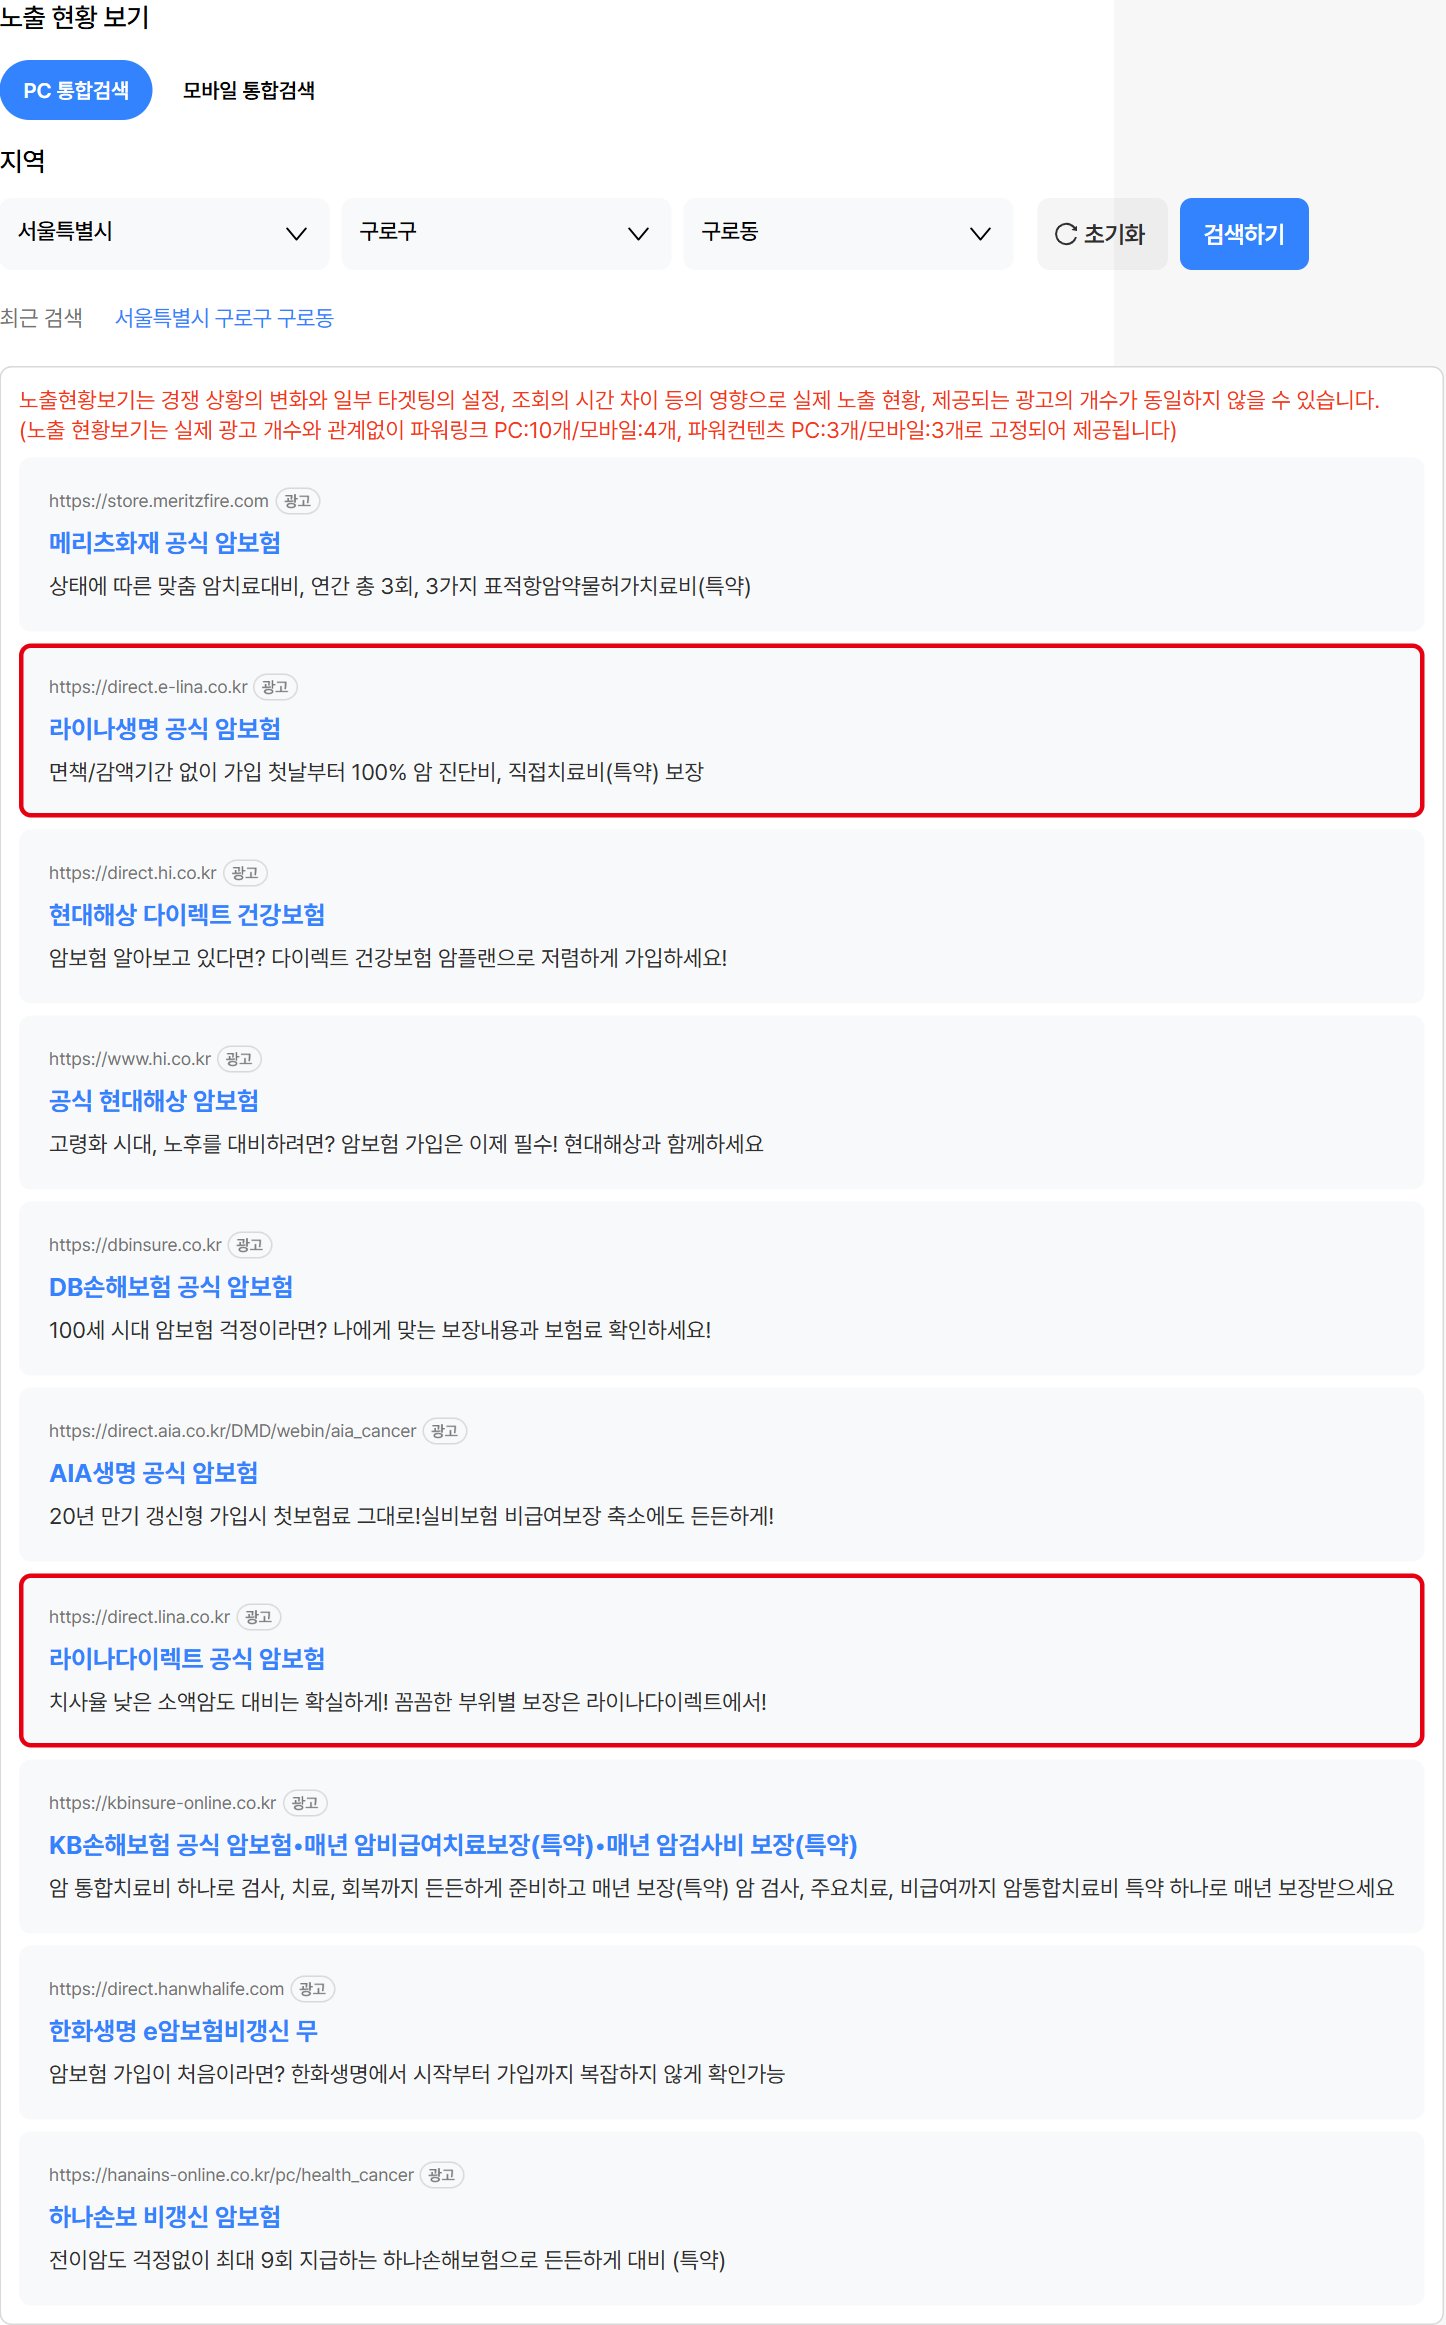 노출 현황 보기
PC 통합검색 모바일 통합검색
지역
서울특별시 구로구 구로동 초기화 검색하기
최근 검색 서울특별시 구로구 구로동
노출현황보기는 경쟁 상황의 변화와 일부 타겟팅의 설정, 조회의 시간 차이 등의 영향으로 실제 노출 현황, 제공되는 광고의 개수가 동일하지 않을 수 있습니다.
(노출 현황보기는 실제 광고 개수와 관계없이 파워링크 PC:10개/모바일:4개, 파워컨텐츠 PC:3개/모바일:3개로 고정되어 제공됩니다)
https://store.meritzfire.com 광고
메리츠화재 공식 암보험
상태에 따른 맞춤 암치료대비, 연간 총 3회, 3가지 표적항암약물허가치료비(특약)
https://direct.e-lina.co.kr 광고
라이나생명 공식 암보험
면책/감액기간 없이 가입 첫날부터 100% 암 진단비, 직접치료비(특약) 보장
https://direct.hi.co.kr 광고
현대해상 다이렉트 건강보험
암보험 알아보고 있다면? 다이렉트 건강보험 암플랜으로 저렴하게 가입하세요!
https://www.hi.co.kr 광고
공식 현대해상 암보험
고령화 시대, 노후를 대비하려면? 암보험 가입은 이제 필수! 현대해상과 함께하세요
https://dbinsure.co.kr 광고
DB손해보험 공식 암보험
100세 시대 암보험 걱정이라면? 나에게 맞는 보장내용과 보험료 확인하세요!
https://direct.aia.co.kr/DMD/webin/aia_cancer 광고
AIA생명 공식 암보험
20년 만기 갱신형 가입시 첫보험료 그대로!실비보험 비급여보장 축소에도 든든하게!
https://direct.lina.co.kr 광고
라이나다이렉트 공식 암보험
치사율 낮은 소액암도 대비는 확실하게! 꼼꼼한 부위별 보장은 라이나다이렉트에서!
https://kbinsure-online.co.kr 광고
KB손해보험 공식 암보험•매년 암비급여치료보장(특약)•매년 암검사비 보장(특약)
암 통합치료비 하나로 검사, 치료, 회복까지 든든하게 준비하고 매년 보장(특약) 암 검사, 주요치료, 비급여까지 암통합치료비 특약 하나로 매년 보장받으세요
https://direct.hanwhalife.com 광고
한화생명 e암보험비갱신 무
암보험 가입이 처음이라면? 한화생명에서 시작부터 가입까지 복잡하지 않게 확인가능
https://hanains-online.co.kr/pc/health_cancer 광고
하나손보 비갱신 암보험
전이암도 걱정없이 최대 9회 지급하는 하나손해보험으로 든든하게 대비 (특약)